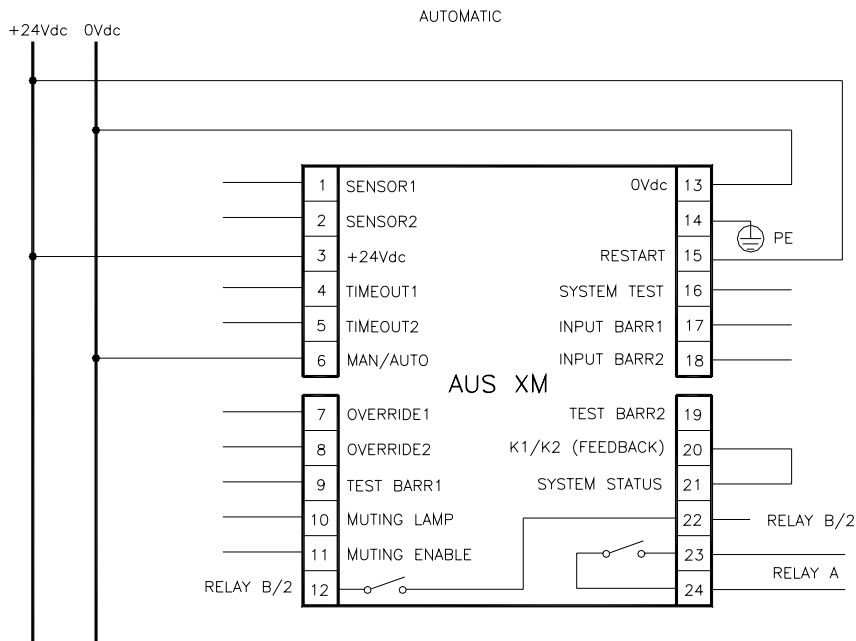 AUTOMATIC
+24Vdc 0Vdc
1 SENSOR1 0Vdc 13
2 SENSOR2 14 PE
3 +24Vdc RESTART 15
4 TIMEOUT1 SYSTEM TEST 16
5 TIMEOUT2 INPUT BARR1 17
6 MAN/AUTO INPUT BARR2 18
AUS XM
7 OVERRIDE1 TEST BARR2 19
8 OVERRIDE2 K1/K2 (FEEDBACK) 20
9 TEST BARR1 SYSTEM STATUS 21
10 MUTING LAMP 22 RELAY B/2
11 MUTING ENABLE 23
RELAY A
RELAY B/2 12 24